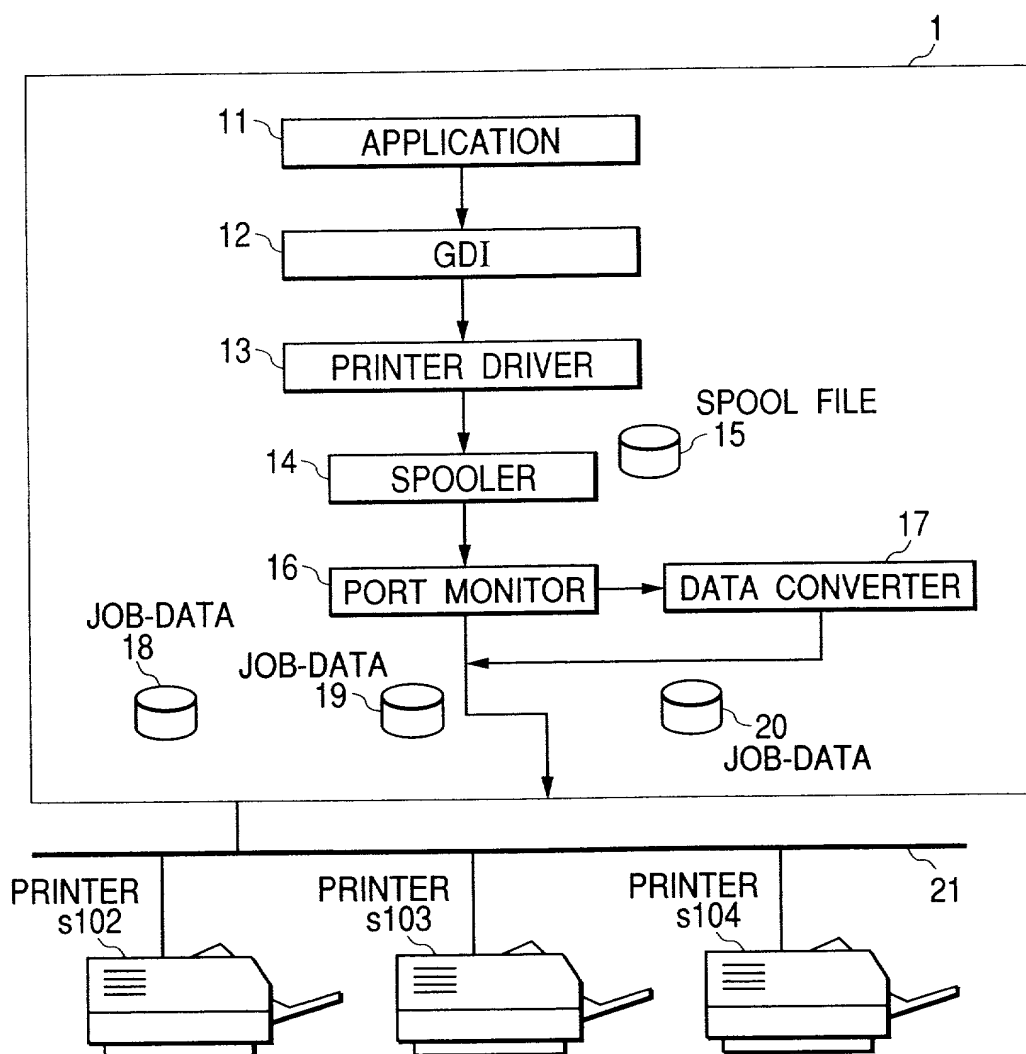 1
11
APPLICATION
12
GDI
13
PRINTER DRIVER
SPOOL FILE
15
14
SPOOLER
17
16
PORT MONITOR
DATA CONVERTER
JOB-DATA
18
JOB-DATA
19
20
JOB-DATA
21
PRINTER
s102
PRINTER
s103
PRINTER
s104